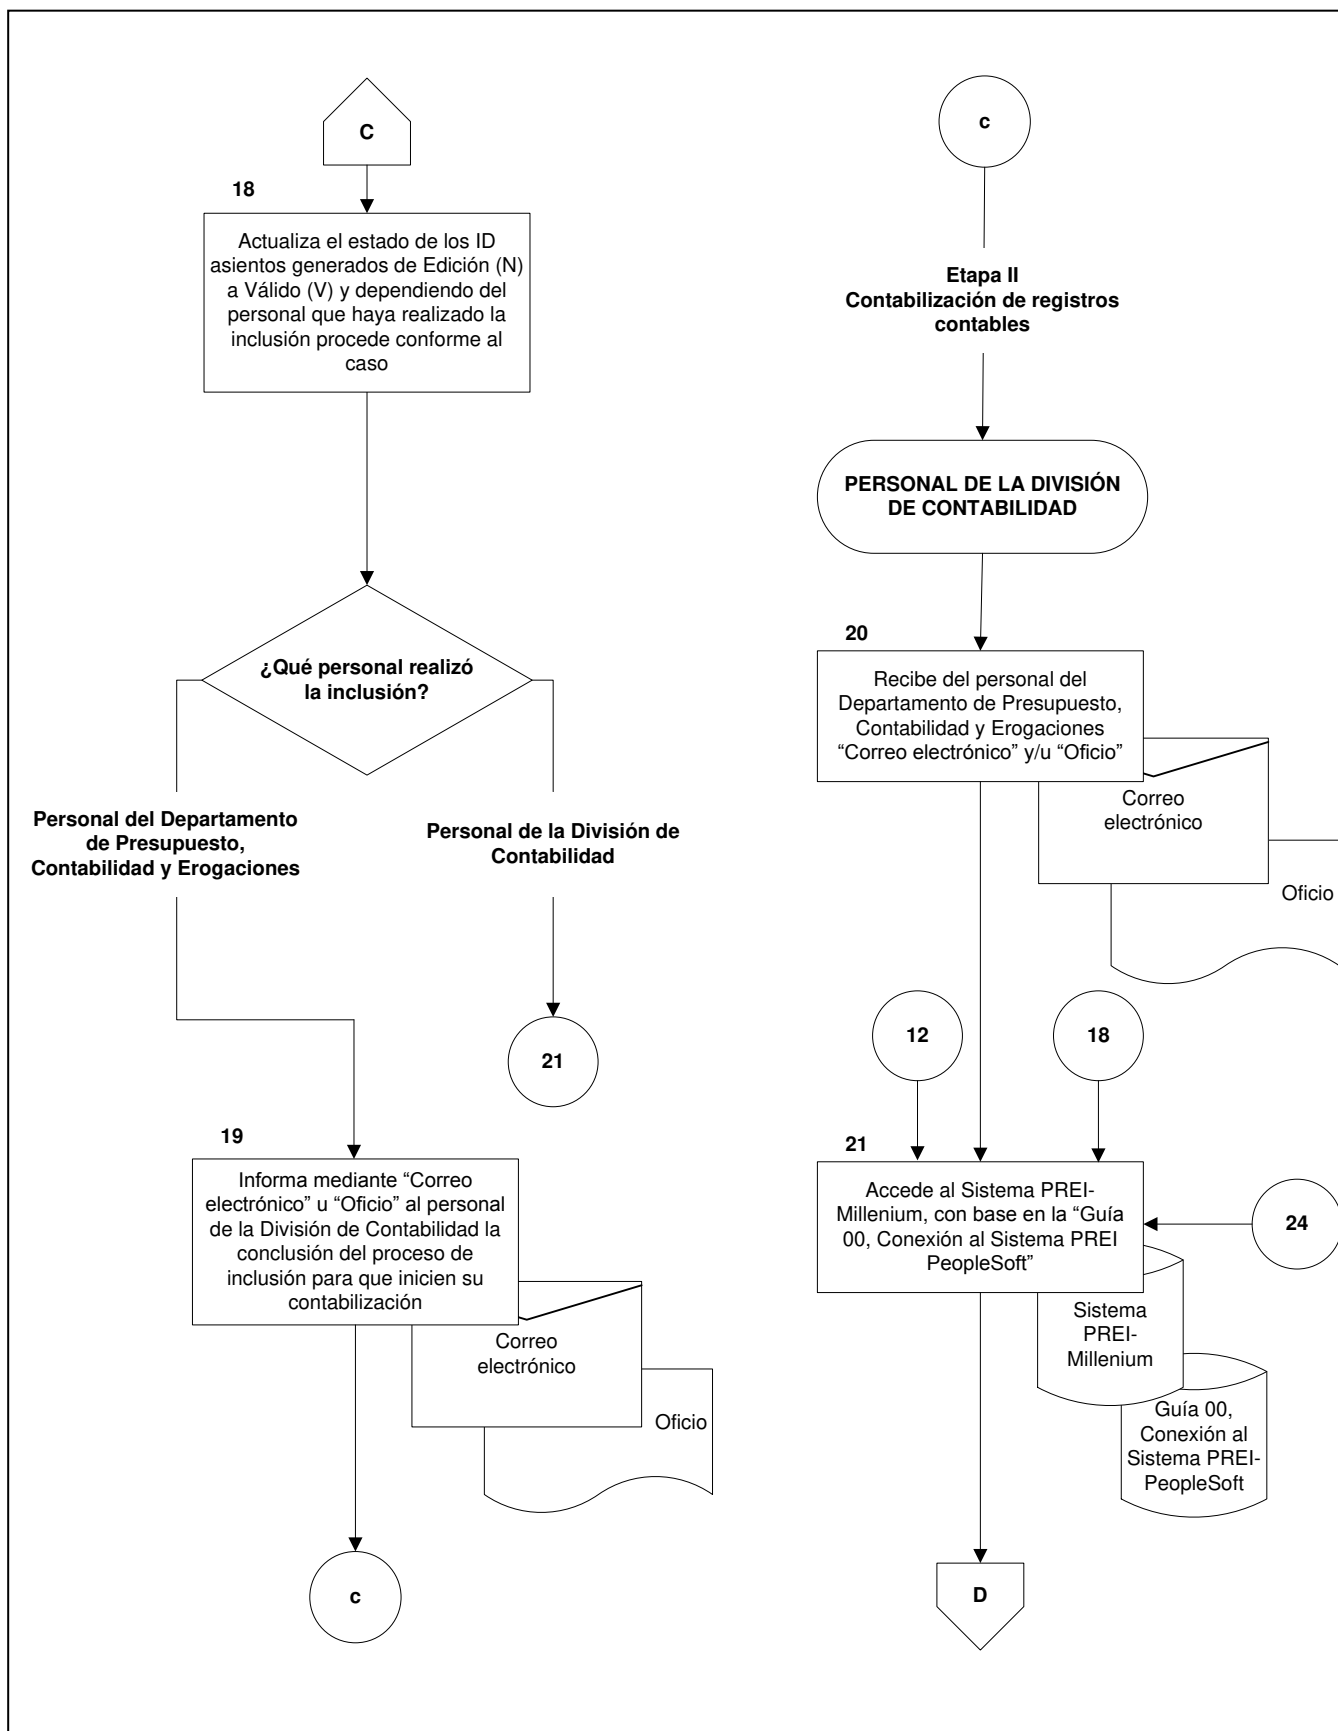 C
18
Actualiza el estado de los ID
asientos generados de Edición (N)
a Válido (V) y dependiendo del
personal que haya realizado la
inclusión procede conforme al
caso
¿Qué personal realizó
la inclusión?
Personal del Departamento
de Presupuesto,
Contabilidad y Erogaciones
Personal de la División de
Contabilidad
21
19
Informa mediante “Correo
electrónico” u “Oficio” al personal
de la División de Contabilidad la
conclusión del proceso de
inclusión para que inicien su
contabilización
Correo
electrónico
Oficio
c
c
Etapa II
Contabilización de registros
contables
PERSONAL DE LA DIVISIÓN
DE CONTABILIDAD
20
Recibe del personal del
Departamento de Presupuesto,
Contabilidad y Erogaciones
“Correo electrónico” y/u “Oficio”
Correo
electrónico
Oficio
12
18
21
Accede al Sistema PREI-
Millenium, con base en la “Guía
00, Conexión al Sistema PREI
PeopleSoft”
24
Sistema
PREI-
Millenium
Guía 00,
Conexión al
Sistema PREI-
PeopleSoft
D